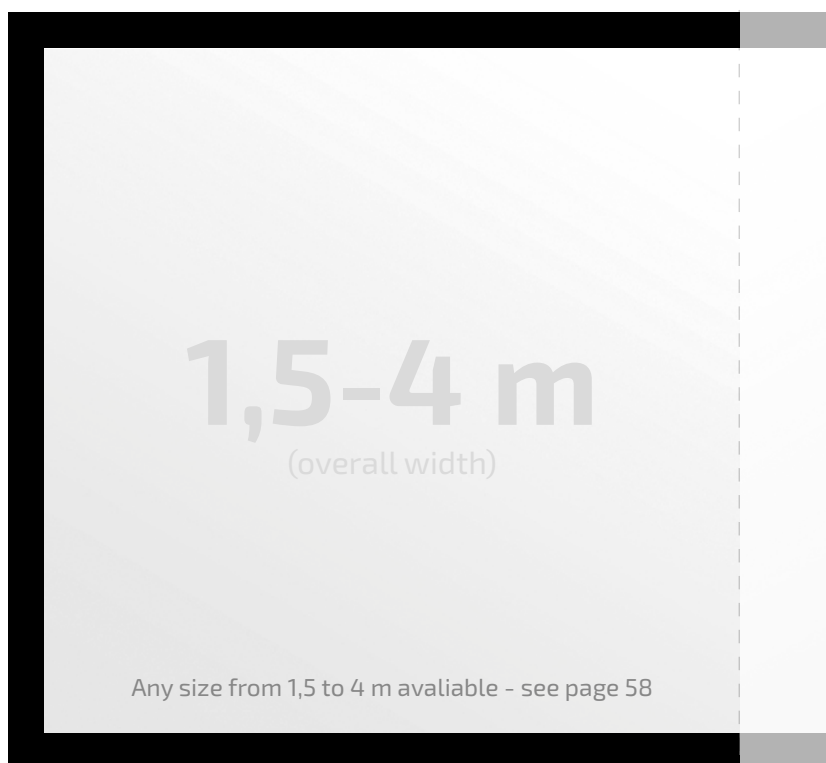 1,5-4 m
(overall width)
Any size from 1,5 to 4 m avaliable - see page 58